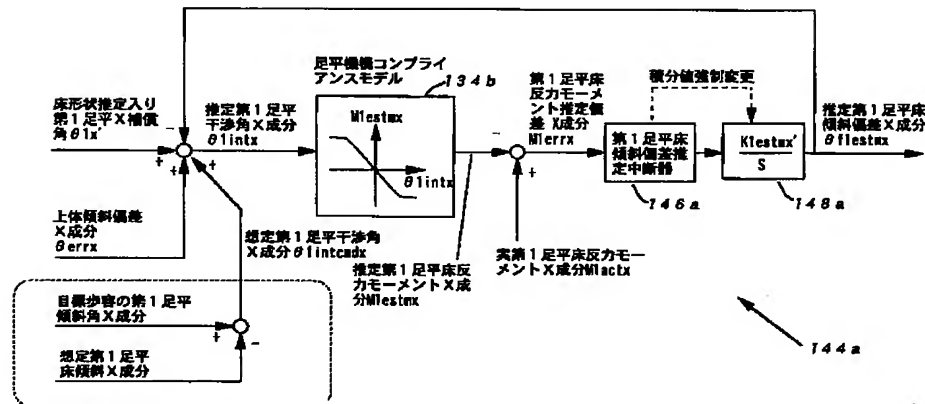 足平機構コンプライ
アンスモデル
134b
M1estmx
θ1intx
床形状推定入り
第1足平X補償
角θ1x'
推定第1足平
干渉角X成分
θ1intx
第1足平床
反力モーメ
ント推定偏
差 X成分
M1errx
積分値強制変更
第1足平床
傾斜偏差推
定中断器
146a
K1estmx'
S
148a
推定第1足平床
傾斜偏差X成分
θf1estmx
上体傾斜偏差
X成分
θerrx
想定第1足平干渉角
X成分θ1intcmdx
推定第1足平床反
力モーメントX成
分M1estmx
実第1足平床反力モー
メントX成分M1actx
目標歩容の第1足平
傾斜角X成分
想定第1足平
床傾斜X成分
144a